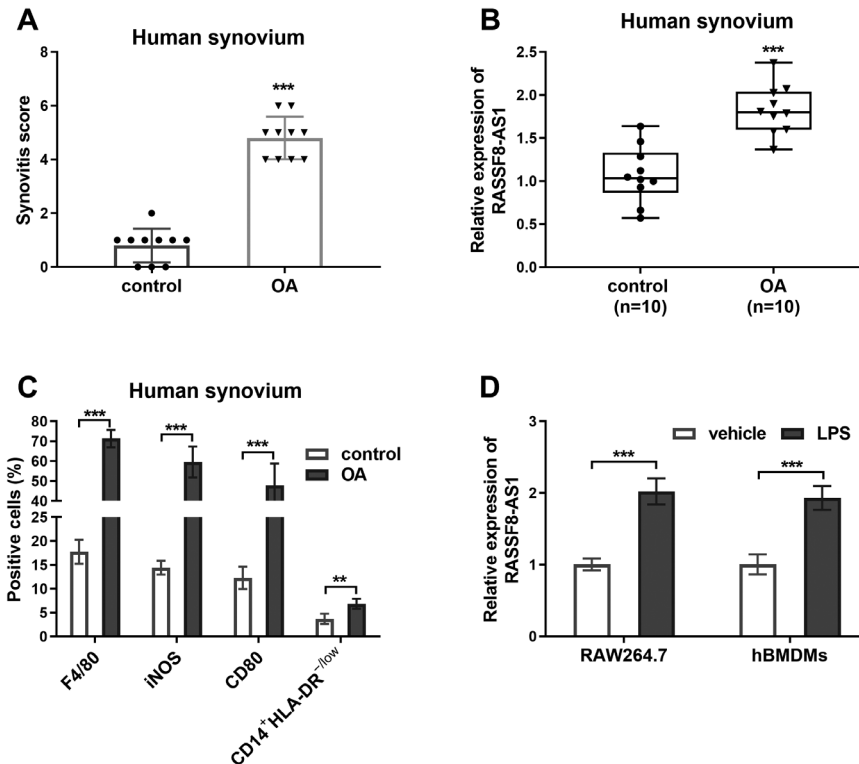 A
Human synovium
Synovitis score
8
6
4
2
0
***
control
OA
B
Human synovium
Relative expression of
RASSF8-AS1
2.5
2.0
1.5
1.0
0.5
0.0
***
control
(n=10)
OA
(n=10)
C
Human synovium
Positive cells (%)
80
70
60
50
40
30
25
20
15
10
5
0
***
***
***
**
control
OA
F4/80
iNOS
CD80
CD14⁺HLA-DR⁻/ˡᵒʷ
D
Relative expression of
RASSF8-AS1
3
2
1
0
vehicle
LPS
***
***
RAW264.7
hBMDMs